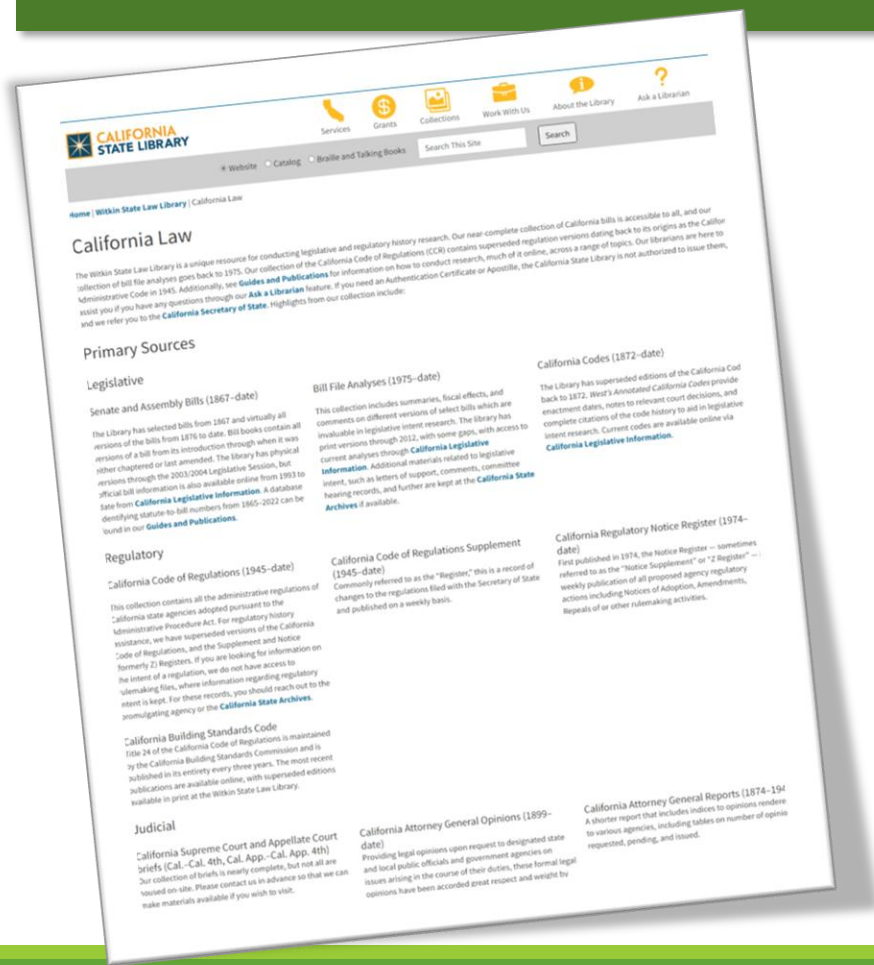 CALIFORNIA
STATE LIBRARY
Services
Grants
Collections
Work With Us
About the Library
Ask a Librarian
Website Catalog Braille and Talking Books
Search This Site
Search
Home | Witkin State Law Library | California Law
California Law
The Witkin State Law Library is a unique resource for conducting legislative and regulatory history research. Our near-complete collection of California bills is accessible to all, and our
collection of bill file analyses goes back to 1975. Our collection of the California Code of Regulations (CCR) contains superseded regulation versions dating back to its origins as the Califor
Administrative Code in 1945. Additionally, see Guides and Publications for information on how to conduct research, much of it online, across a range of topics. Our librarians are here to
assist you if you have any questions through our Ask a Librarian feature. If you need an Authentication Certificate or Apostille, the California State Library is not authorized to issue them,
and we refer you to the California Secretary of State. Highlights from our collection include:
Primary Sources
Legislative
Senate and Assembly Bills (1867–date)
The Library has selected bills from 1867 and virtually all
versions of the bills from 1876 to date. Bill books contain all
versions of a bill from its introduction through when it was
either chaptered or last amended. The library has physical
versions through the 2003/2004 Legislative Session, but
official bill information is also available online from 1993 to
date from California Legislative Information. A database
identifying statute-to-bill numbers from 1865–2022 can be
found in our Guides and Publications.
Bill File Analyses (1975–date)
This collection includes summaries, fiscal effects, and
comments on different versions of select bills which are
invaluable in legislative intent research. The library has
print versions through 2012, with some gaps, with access to
current analyses through California Legislative
Information. Additional materials related to legislative
intent, such as letters of support, comments, committee
hearing records, and further are kept at the California State
Archives if available.
California Codes (1872–date)
The Library has superseded editions of the California Cod
back to 1872. West's Annotated California Codes provide
enactment dates, notes to relevant court decisions, and
complete citations of the code history to aid in legislative
intent research. Current codes are available online via
California Legislative Information.
Regulatory
California Code of Regulations (1945–date)
This collection contains all the administrative regulations of
California state agencies adopted pursuant to the
Administrative Procedure Act. For regulatory history
assistance, we have superseded versions of the California
Code of Regulations, and the Supplement and Notice
(formerly Z) Registers. If you are looking for information on
the intent of a regulation, we do not have access to
rulemaking files, where information regarding regulatory
intent is kept. For these records, you should reach out to the
promulgating agency or the California State Archives.
California Code of Regulations Supplement
(1945–date)
Commonly referred to as the "Register," this is a record of
changes to the regulations filed with the Secretary of State
and published on a weekly basis.
California Regulatory Notice Register (1974–
date)
First published in 1974, the Notice Register — sometimes
referred to as the "Notice Supplement" or "Z Register" —
weekly publication of all proposed agency regulatory
actions including Notices of Adoption, Amendments,
Repeals of or other rulemaking activities.
California Building Standards Code
Title 24 of the California Code of Regulations is maintained
by the California Building Standards Commission and is
published in its entirety every three years. The most recent
publications are available online, with superseded editions
available in print at the Witkin State Law Library.
Judicial
California Supreme Court and Appellate Court
briefs (Cal.-Cal. 4th, Cal. App.-Cal. App. 4th)
Our collection of briefs is nearly complete, but not all are
housed on-site. Please contact us in advance so that we can
make materials available if you wish to visit.
California Attorney General Opinions (1899–
date)
Providing legal opinions upon request to designated state
and local public officials and government agencies on
issues arising in the course of their duties, these formal legal
opinions have been accorded great respect and weight by
California Attorney General Reports (1874–194
A shorter report that includes indices to opinions rendere
to various agencies, including tables on number of opinio
requested, pending, and issued.